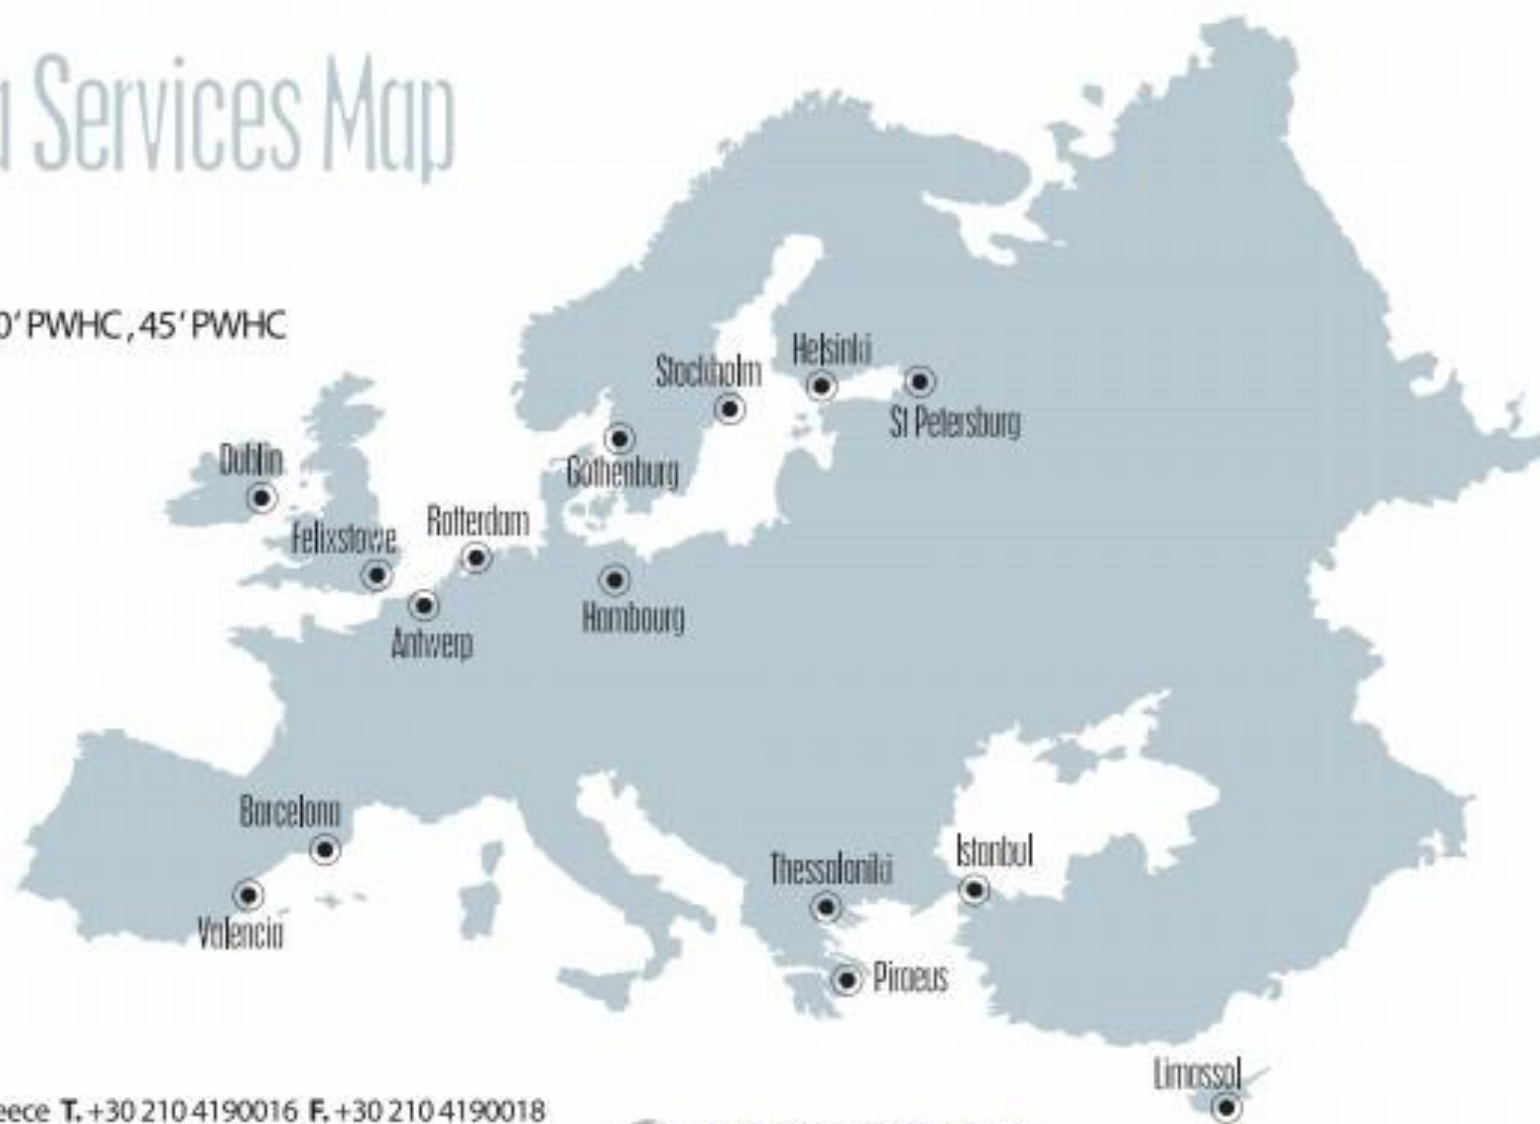 Services Map
0' PWHC, 45' PWHC
Helsinki
Stockholm
St Petersburg
Dublin
Gothenburg
Rotterdam
Felixstowe
Hambourg
Antwerp
Barcelona
Istanbul
Thessaloniki
Valencia
Piraeus
Limassol
eece T. +30 210 4190016 F. +30 210 4190018